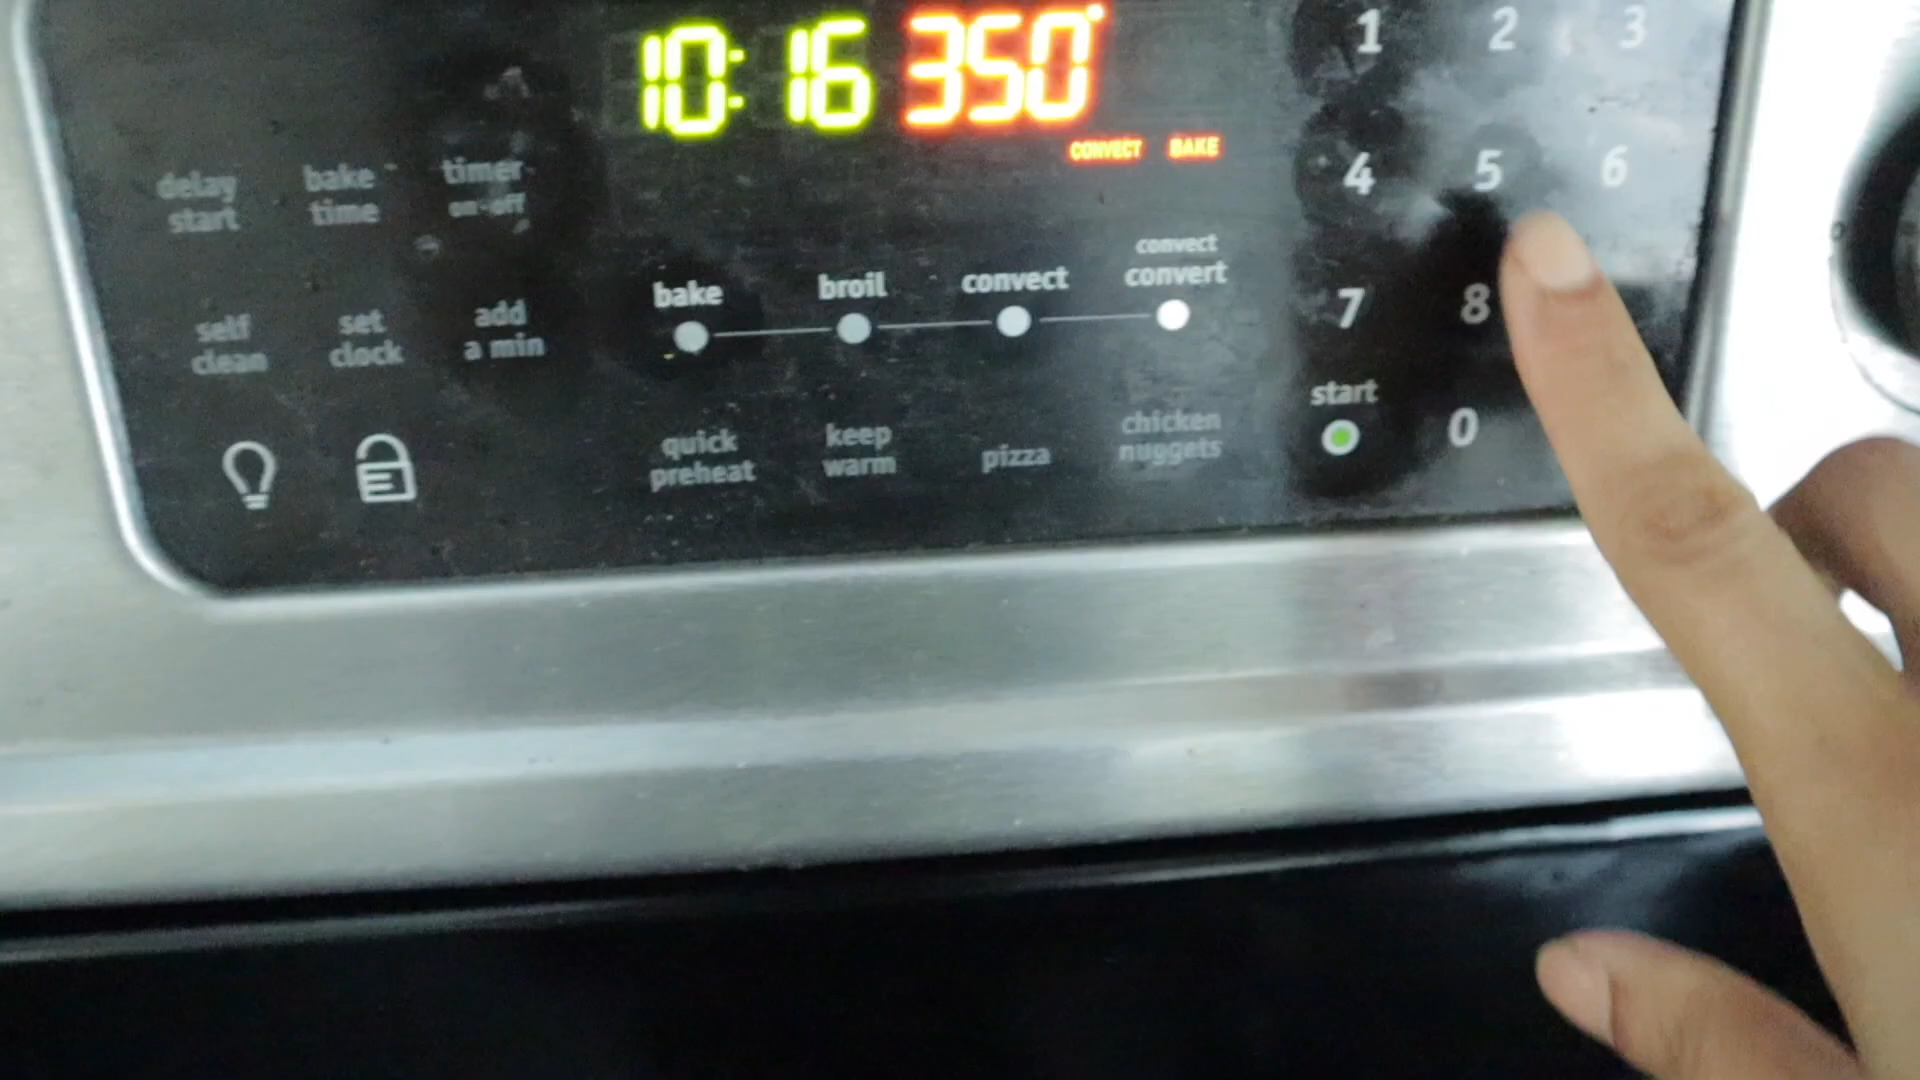 10:16 350°
CONVECT BAKE
delay start
bake time
timer on·off
self clean
set clock
add a min
bake
broil
convect
convect convert
quick preheat
keep warm
pizza
chicken nuggets
1 2 3
4 5 6
7 8
start
0